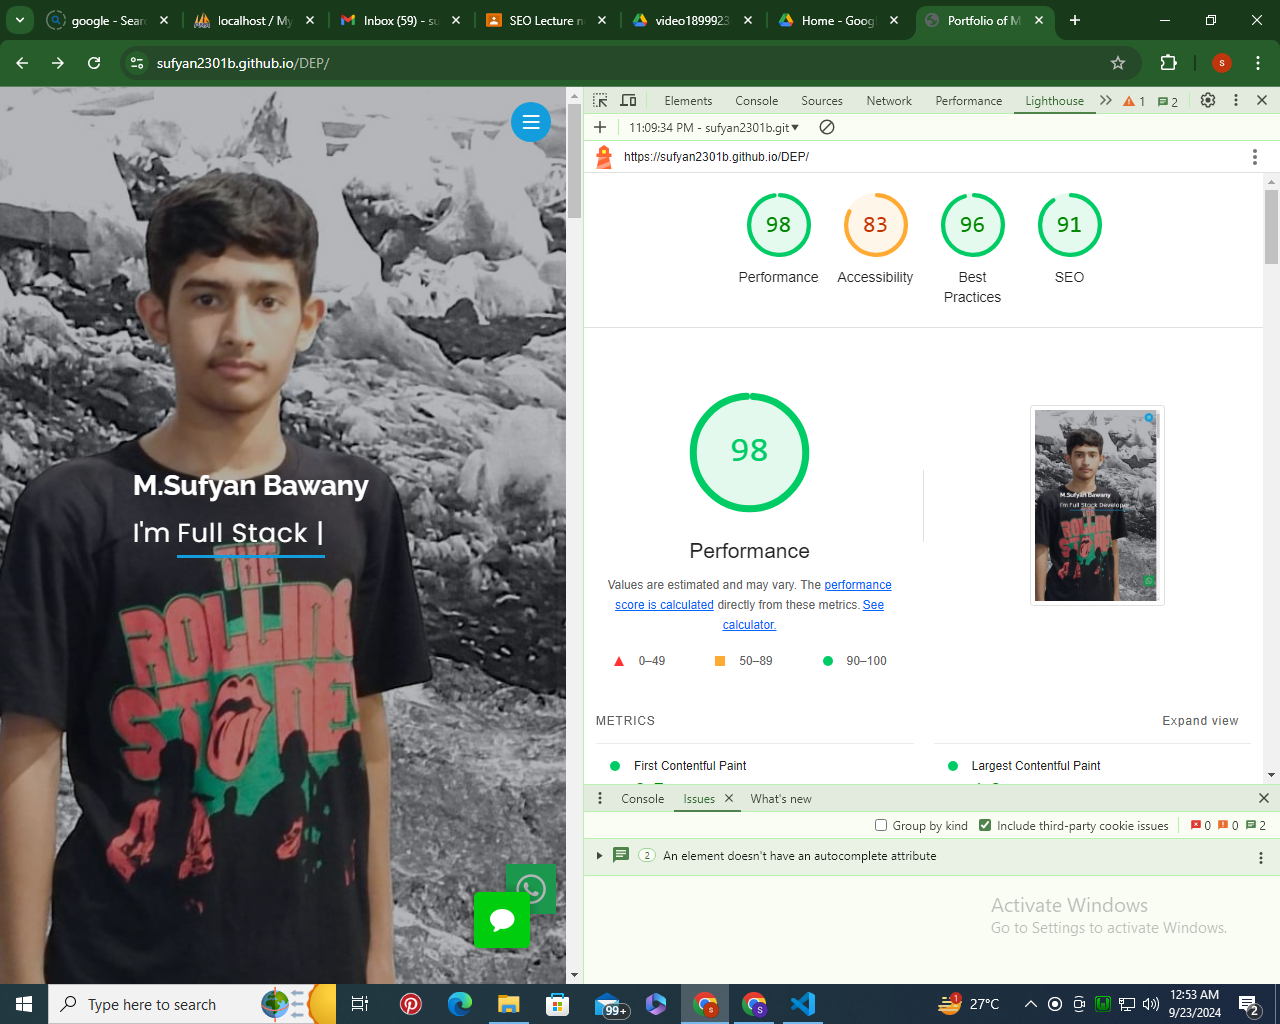 google - Sear
localhost / My
Inbox (59) - su
SEO Lecture n
video1899923
Home - Goog
Portfolio of M
sufyan2301b.github.io/DEP/
s
Elements
Console
Sources
Network
Performance
Lighthouse
1
2
11:09:34 PM - sufyan2301b.git
https://sufyan2301b.github.io/DEP/
98
83
96
91
Performance
Accessibility
Best
Practices
SEO
98
Performance
Values are estimated and may vary. The performance
score is calculated directly from these metrics. See
calculator.
0–49
50–89
90–100
METRICS
Expand view
First Contentful Paint
Largest Contentful Paint
M.Sufyan Bawany
I'm Full Stack |
THE
ROLLING
STONE
M.Sufyan Bawany
I'm Full Stack Developer
Console
Issues
What's new
Group by kind
Include third-party cookie issues
0
0
2
2
An element doesn't have an autocomplete attribute
Activate Windows
Go to Settings to activate Windows.
Type here to search
99+
s
S
1
27°C
12:53 AM
9/23/2024
2